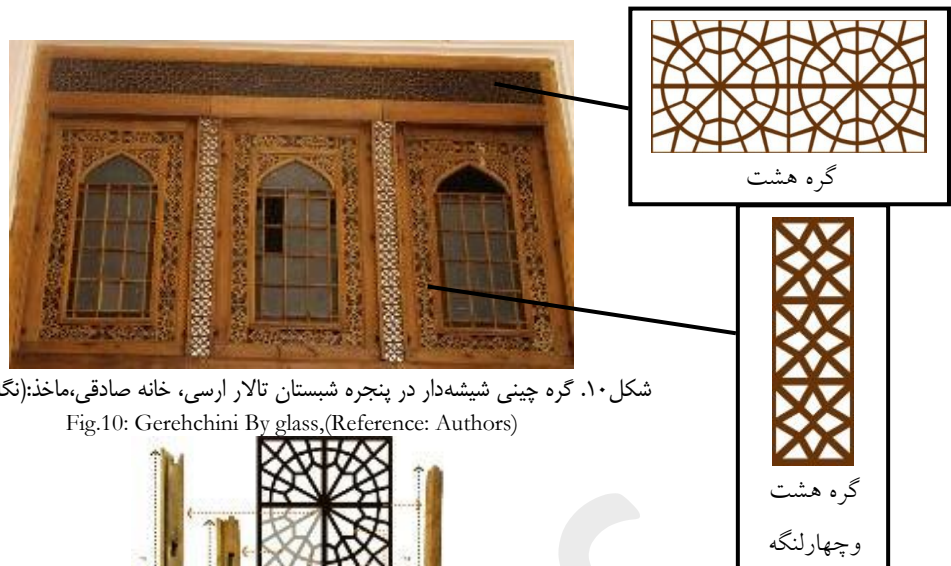 گره هشت
گره هشت
وچهارلنگه
شکل۱۰. گره چینی شیشه‌دار در پنجره شبستان تالار ارسی، خانه صادقی،ماخذ:(
Fig.10: Gerehchini By glass,(Reference: Authors)